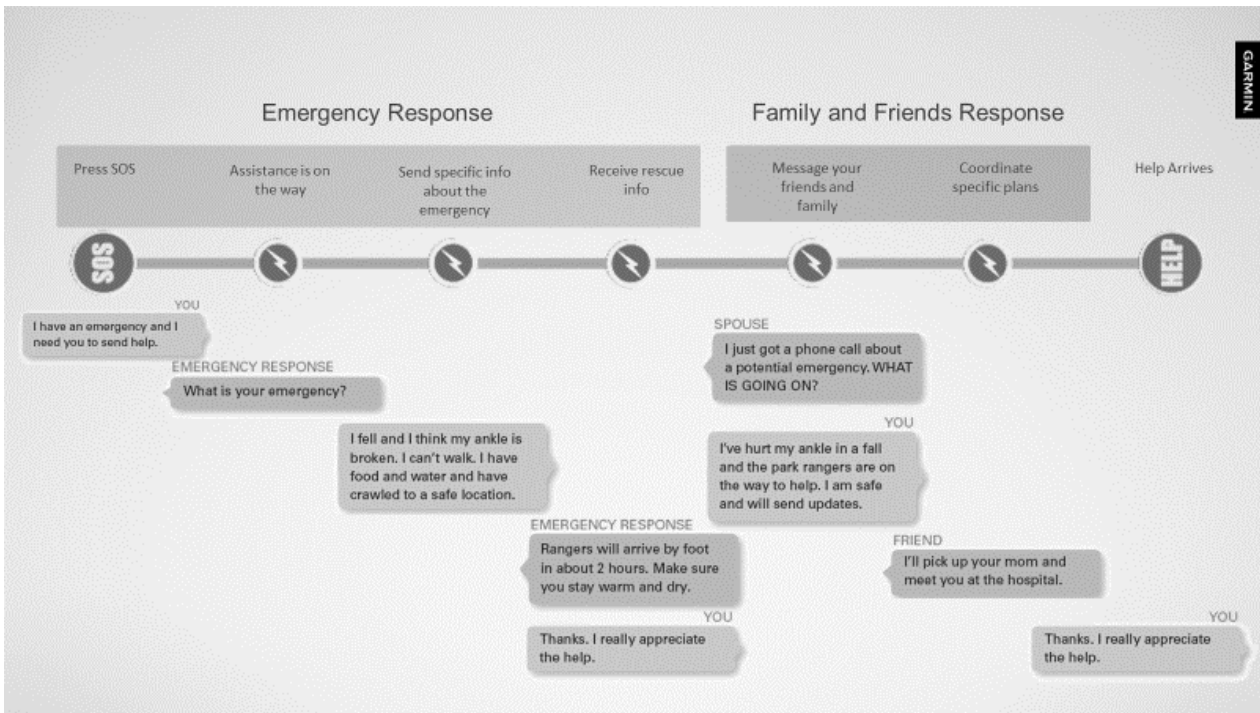 GARMIN
Emergency Response
Family and Friends Response
Press SOS
Assistance is on
the way
Send specific info
about the
emergency
Receive rescue
info
Message your
friends and
family
Coordinate
specific plans
Help Arrives
SOS
HELP
YOU
I have an emergency and I
need you to send help.
EMERGENCY RESPONSE
What is your emergency?
I fell and I think my ankle is
broken. I can't walk. I have
food and water and have
crawled to a safe location.
EMERGENCY RESPONSE
Rangers will arrive by foot
in about 2 hours. Make sure
you stay warm and dry.
YOU
Thanks. I really appreciate
the help.
SPOUSE
I just got a phone call about
a potential emergency. WHAT
IS GOING ON?
YOU
I've hurt my ankle in a fall
and the park rangers are on
the way to help. I am safe
and will send updates.
FRIEND
I'll pick up your mom and
meet you at the hospital.
YOU
Thanks. I really appreciate
the help.